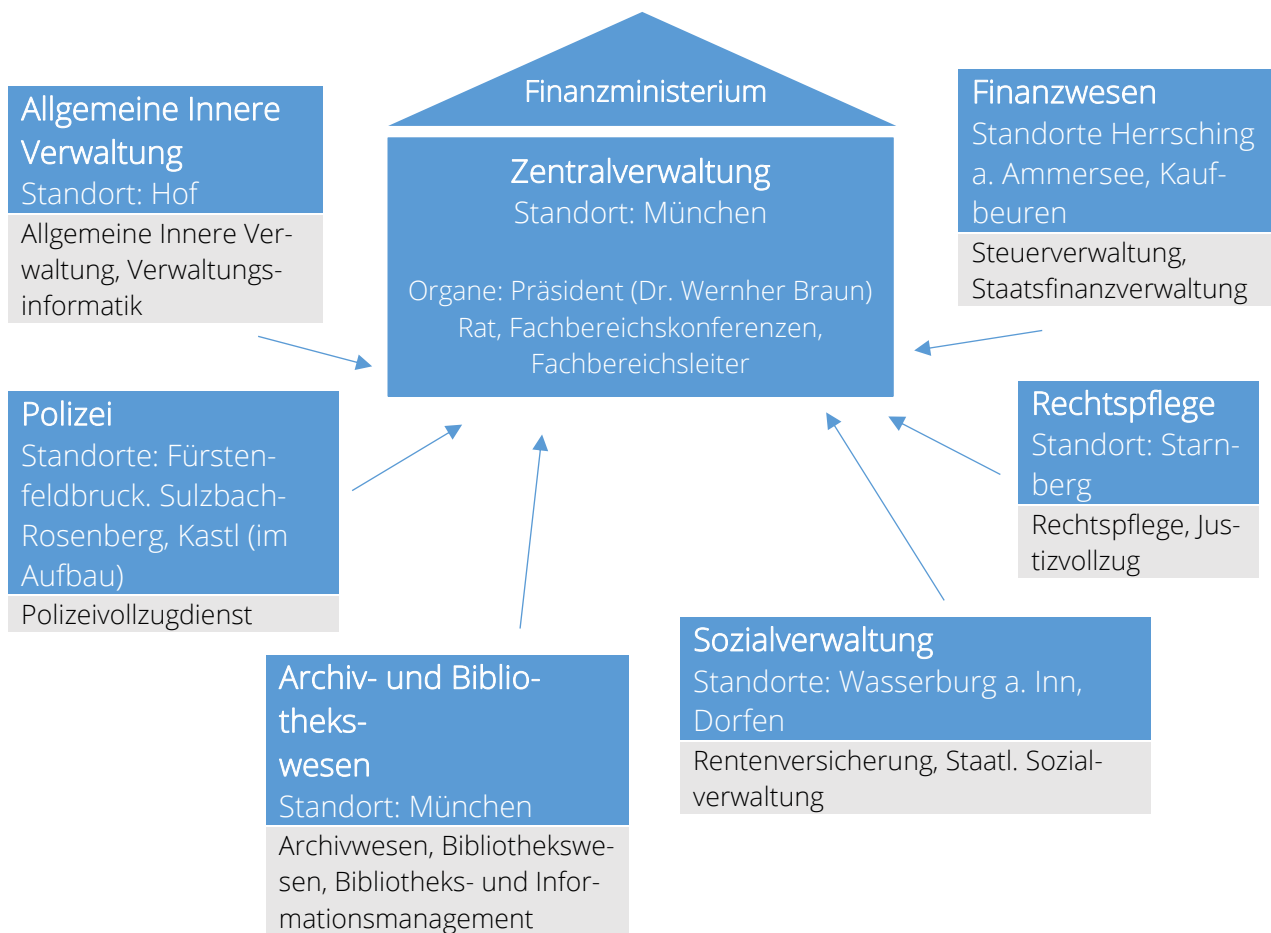 Finanzministerium
Zentralverwaltung
Standort: München
Organe: Präsident (Dr. Wernher Braun)
Rat, Fachbereichskonferenzen,
Fachbereichsleiter
Allgemeine Innere
Verwaltung
Standort: Hof
Allgemeine Innere Ver-
waltung, Verwaltungs-
informatik
Finanzwesen
Standorte Herrsching
a. Ammersee, Kauf-
beuren
Steuerverwaltung,
Staatsfinanzverwaltung
Polizei
Standorte: Fürsten-
feldbruck. Sulzbach-
Rosenberg, Kastl (im
Aufbau)
Polizeivollzugdienst
Rechtspflege
Standort: Starn-
berg
Rechtspflege, Jus-
tizvollzug
Archiv- und Biblio-
theks-
wesen
Standort: München
Archivwesen, Bibliothekswe-
sen, Bibliotheks- und Infor-
mationsmanagement
Sozialverwaltung
Standorte: Wasserburg a. Inn,
Dorfen
Rentenversicherung, Staatl. Sozial-
verwaltung